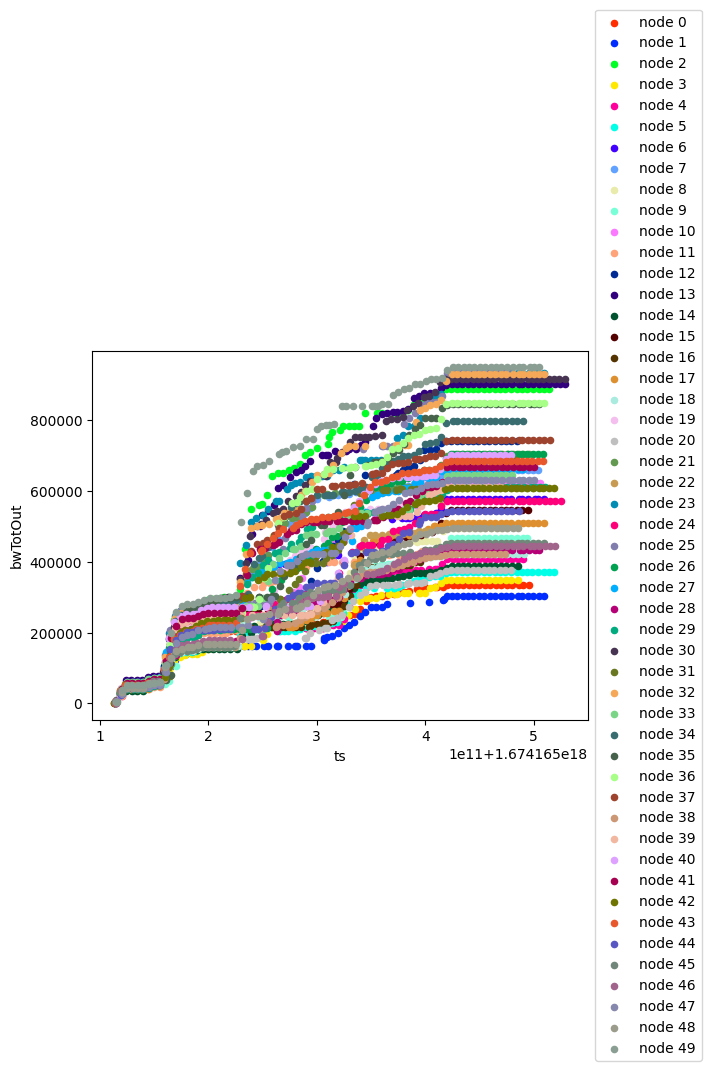 bwTotOut
800000
600000
400000
200000
0
1
2
3
4
5
ts
1e11+1.674165e18
node 0
node 1
node 2
node 3
node 4
node 5
node 6
node 7
node 8
node 9
node 10
node 11
node 12
node 13
node 14
node 15
node 16
node 17
node 18
node 19
node 20
node 21
node 22
node 23
node 24
node 25
node 26
node 27
node 28
node 29
node 30
node 31
node 32
node 33
node 34
node 35
node 36
node 37
node 38
node 39
node 40
node 41
node 42
node 43
node 44
node 45
node 46
node 47
node 48
node 49